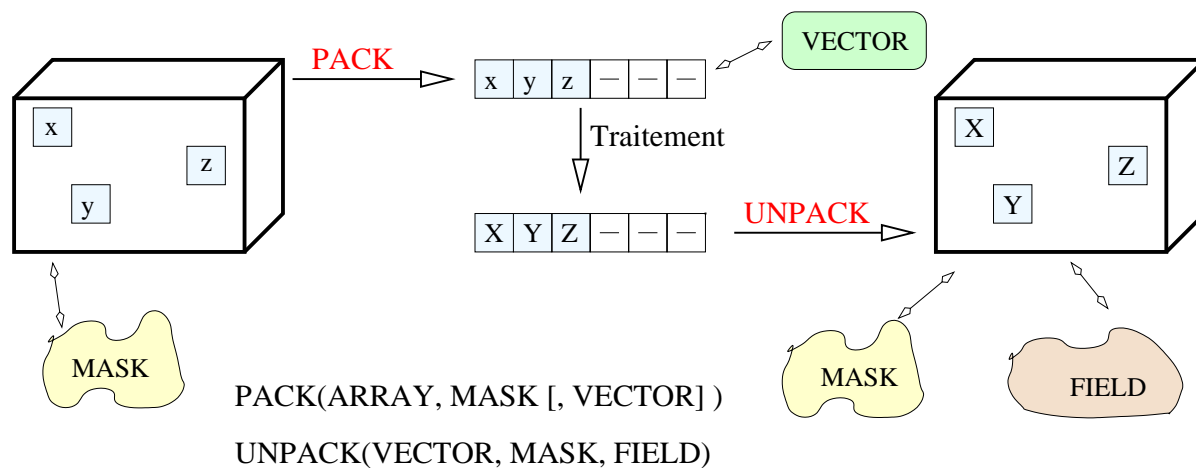 PACK
VECTOR
x y z — — —
x
z
y
Traitement
X
Z
Y
UNPACK
X Y Z — — —
MASK
MASK
FIELD
PACK(ARRAY, MASK [, VECTOR] )
UNPACK(VECTOR, MASK, FIELD)